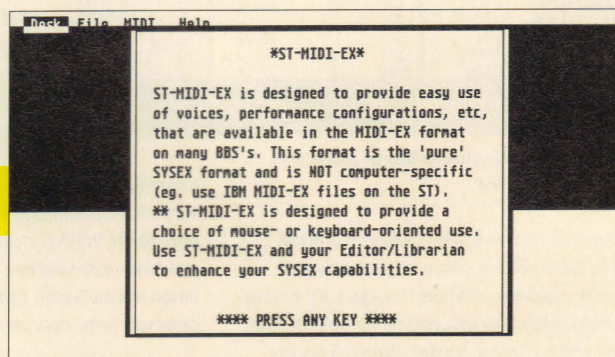 Desk File MIDI Help
*ST-MIDI-EX*
ST-MIDI-EX is designed to provide easy use
of voices, performance configurations, etc,
that are available in the MIDI-EX format
on many BBS's. This format is the 'pure'
SYSEX format and is NOT computer-specific
(eg. use IBM MIDI-EX files on the ST).
** ST-MIDI-EX is designed to provide a
choice of mouse- or keyboard-oriented use.
Use ST-MIDI-EX and your Editor/Librarian
to enhance your SYSEX capabilities.
**** PRESS ANY KEY ****